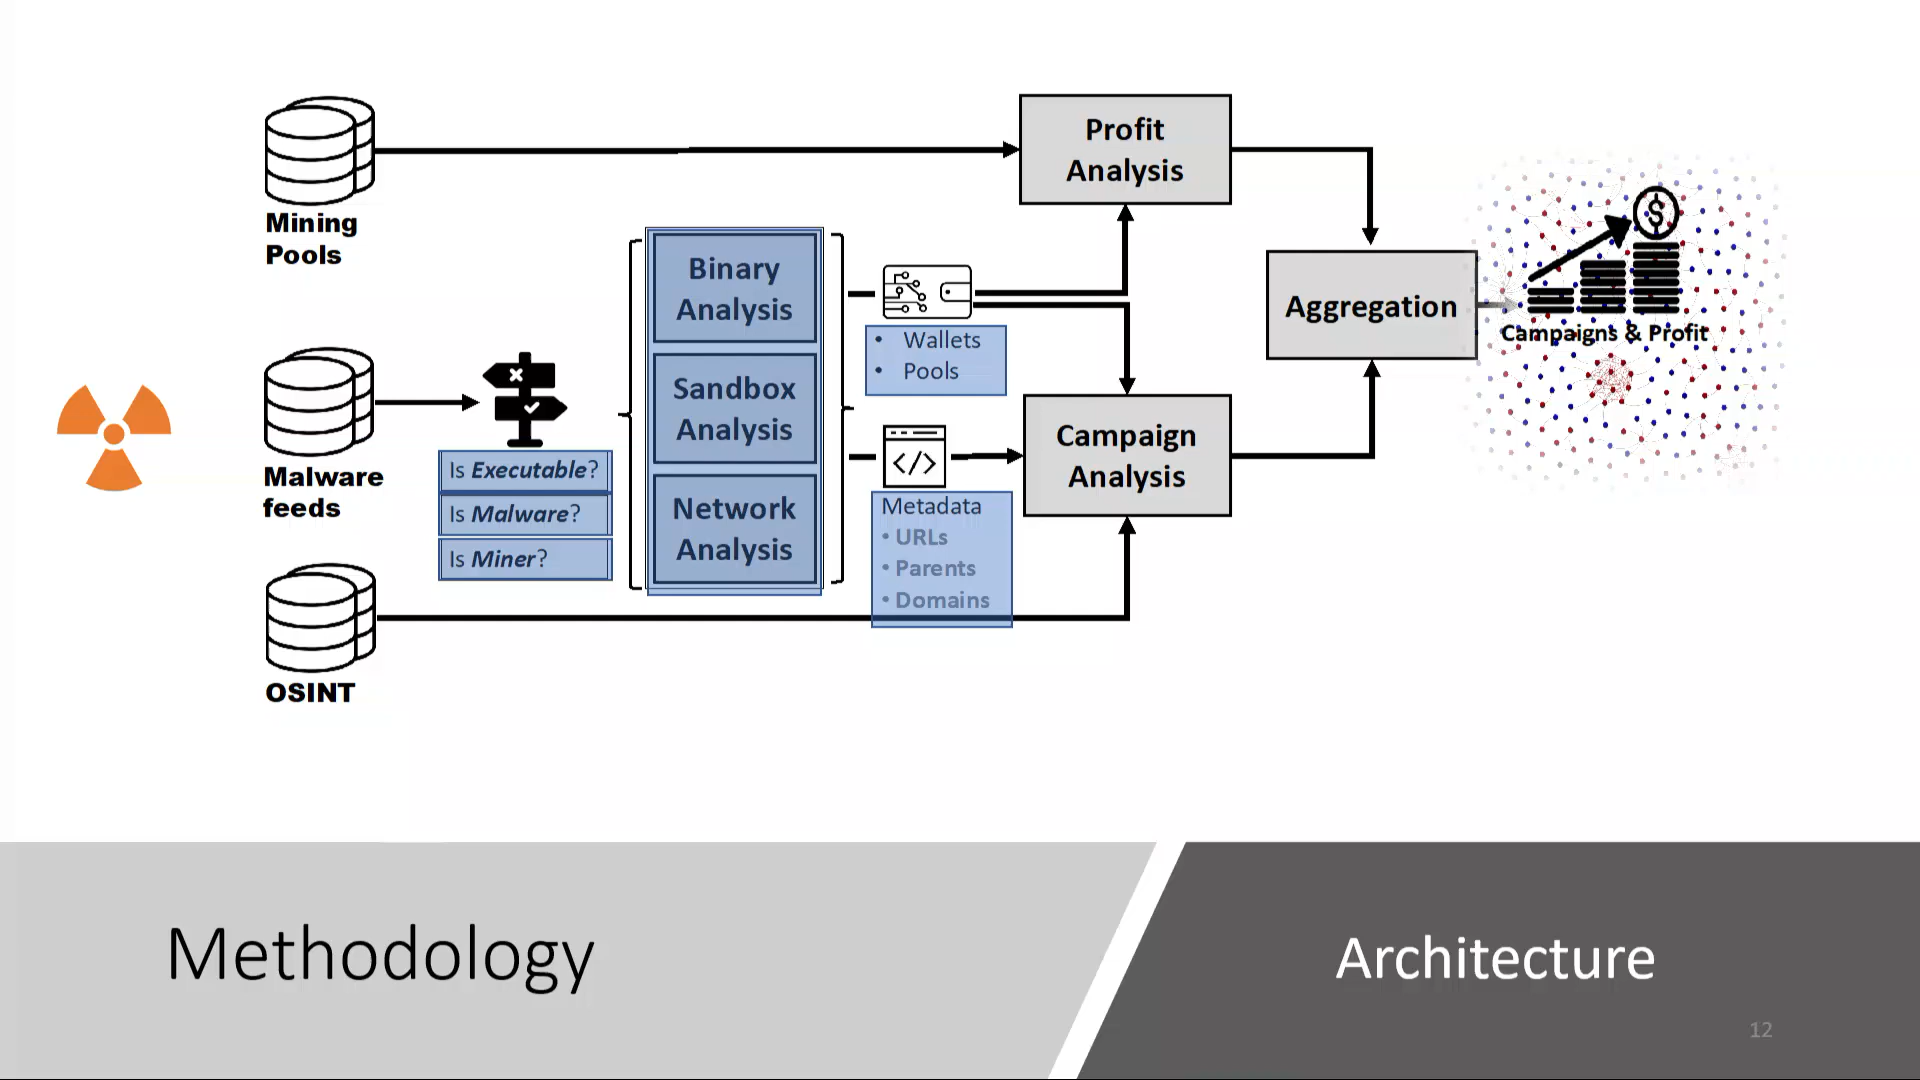 Mining
Pools
Malware
feeds
OSINT
Is Executable?
Is Malware?
Is Miner?
Binary
Analysis
Sandbox
Analysis
Network
Analysis
• Wallets
• Pools
Metadata
• URLs
• Parents
• Domains
Profit
Analysis
Campaign
Analysis
Aggregation
$
Campaigns & Profit
</>
Methodology
Architecture
12